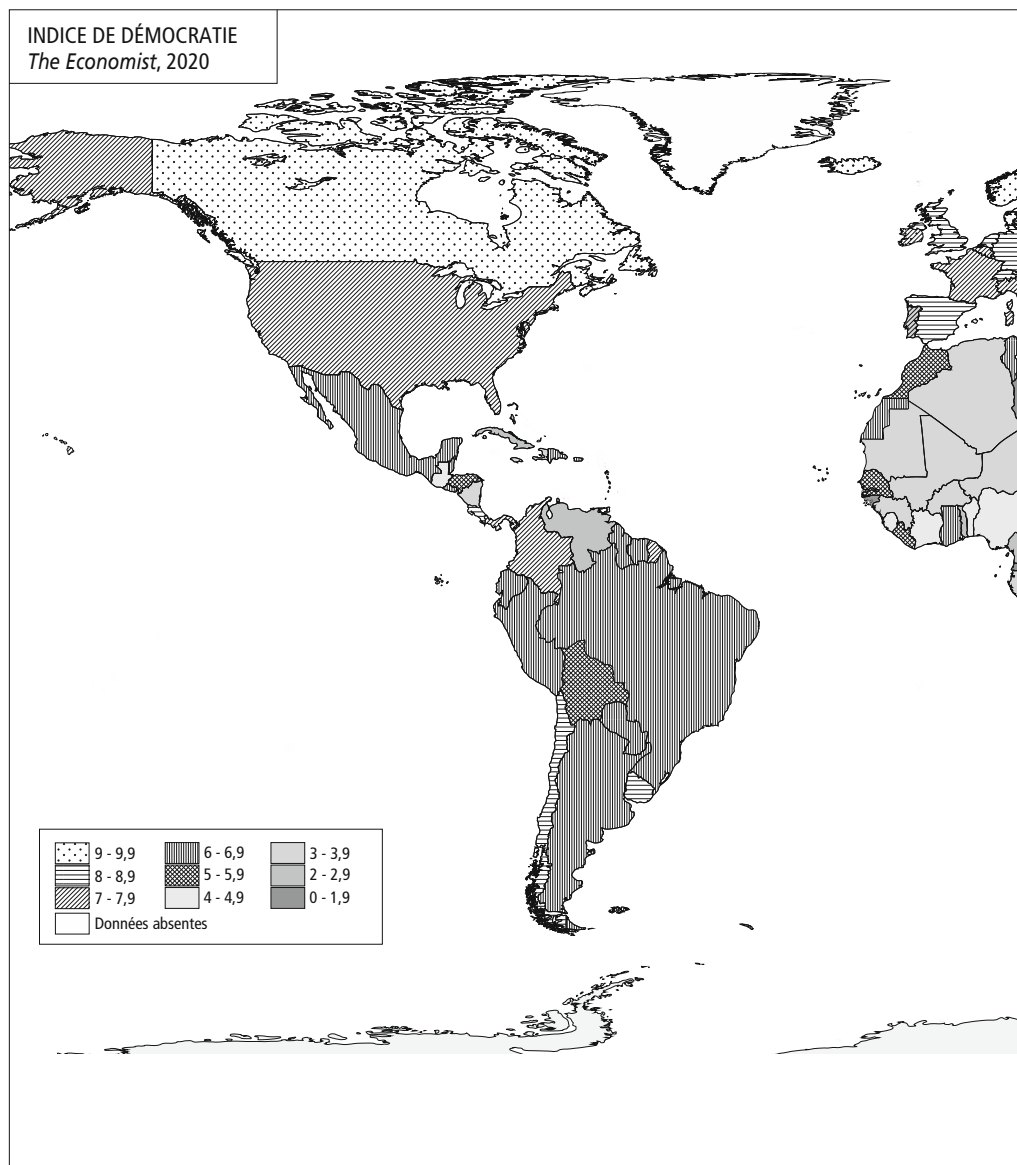 INDICE DE DÉMOCRATIE
The Economist, 2020
9 - 9,9
6 - 6,9
3 - 3,9
8 - 8,9
5 - 5,9
2 - 2,9
7 - 7,9
4 - 4,9
0 - 1,9
Données absentes